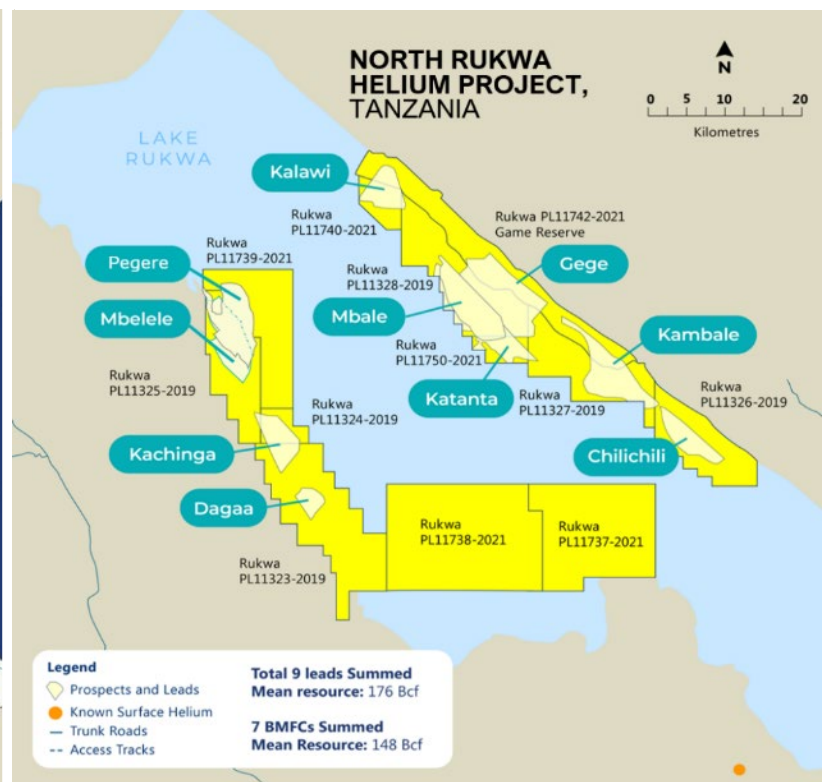 NORTH RUKWA
HELIUM PROJECT,
TANZANIA
N
0 5 10 20
Kilometres
LAKE
RUKWA
Kalawi
Rukwa
PL11740-2021
Rukwa PL11742-2021
Game Reserve
Gege
Rukwa
PL11739-2021
Pegere
Rukwa
PL11328-2019
Mbelele
Mbale
Kambale
Rukwa
PL11750-2021
Katanta
Rukwa
PL11325-2019
Rukwa
PL11327-2019
Rukwa
PL11326-2019
Rukwa
PL11324-2019
Kachinga
Chilichili
Dagaa
Rukwa
PL11738-2021
Rukwa
PL11737-2021
Rukwa
PL11323-2019
Legend
Prospects and Leads
Known Surface Helium
Trunk Roads
Access Tracks
Total 9 leads Summed
Mean resource: 176 Bcf
7 BMFCs Summed
Mean Resource: 148 Bcf